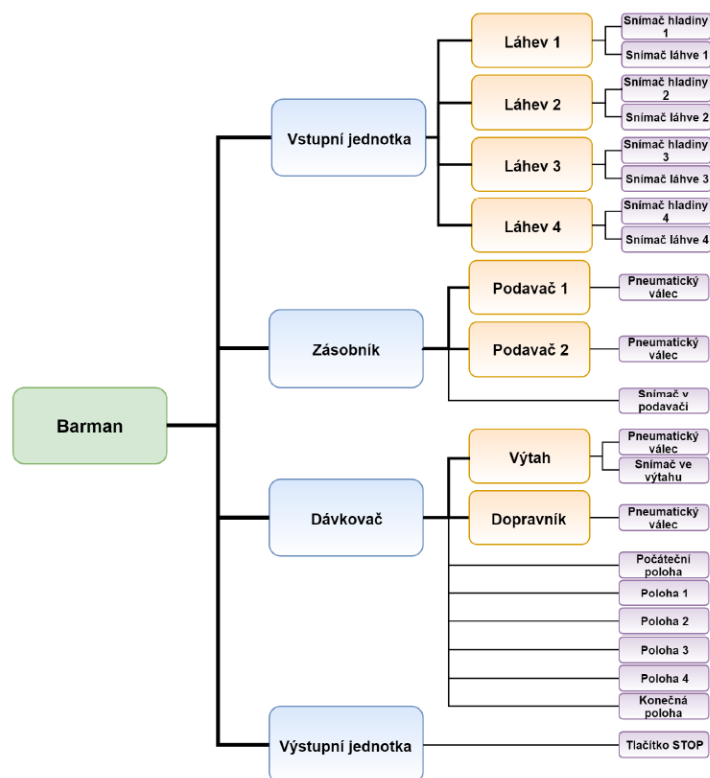 Barman
Vstupní jednotka
Láhev 1
Snímač hladiny
1
Snímač láhve 1
Láhev 2
Snímač hladiny
2
Snímač láhve 2
Láhev 3
Snímač hladiny
3
Snímač láhve 3
Láhev 4
Snímač hladiny
4
Snímač láhve 4
Zásobník
Podavač 1
Pneumatický
válec
Podavač 2
Pneumatický
válec
Snímač v
podavači
Dávkovač
Výtah
Pneumatický
válec
Snímač ve
výtahu
Dopravník
Pneumatický
válec
Počáteční
poloha
Poloha 1
Poloha 2
Poloha 3
Poloha 4
Konečná
poloha
Výstupní jednotka
Tlačítko STOP